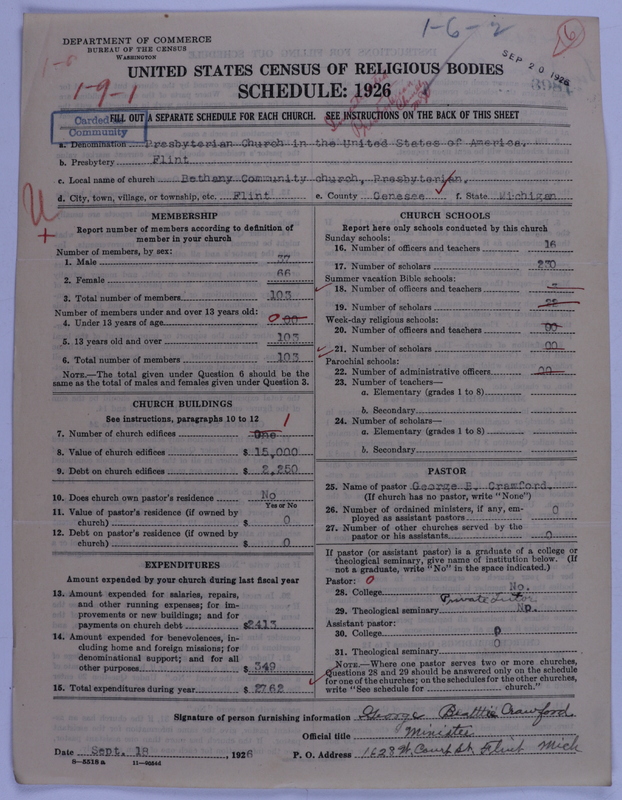 1-6-2
6
DEPARTMENT OF COMMERCE
BUREAU OF THE CENSUS
WASHINGTON
SEP 20 1926
1-9-1
UNITED STATES CENSUS OF RELIGIOUS BODIES
SCHEDULE: 1926
Carded
Community
FILL OUT A SEPARATE SCHEDULE FOR EACH CHURCH. SEE INSTRUCTIONS ON THE BACK OF THIS SHEET
a. Denomination Presbyterian Church in the United States of America.
b. Presbytery Flint
c. Local name of church Bethany Community church, Presbyterian.
d. City, town, village, or township, etc. Flint e. County Genesee f. State Michigan
MEMBERSHIP
Report number of members according to definition of
member in your church
Number of members, by sex:
1. Male 37
2. Female 66
3. Total number of members 103
Number of members under and over 13 years old:
4. Under 13 years of age 0 00
5. 13 years old and over 103
6. Total number of members 103
NOTE.—The total given under Question 6 should be the
same as the total of males and females given under Question 3.
CHURCH BUILDINGS
See instructions, paragraphs 10 to 12
7. Number of church edifices One 1
8. Value of church edifices $ 15,000
9. Debt on church edifices $ 2,250
10. Does church own pastor's residence No
Yes or No
11. Value of pastor's residence (if owned by
church) $ 0
12. Debt on pastor's residence (if owned by
church) $ 0
EXPENDITURES
Amount expended by your church during last fiscal year
13. Amount expended for salaries, repairs,
and other running expenses; for im-
provements or new buildings; and for
payments on church debt $2413
14. Amount expended for benevolences, in-
cluding home and foreign missions; for
denominational support; and for all
other purposes $ 349
15. Total expenditures during year $ 2762
CHURCH SCHOOLS
Report here only schools conducted by this church
Sunday schools:
16. Number of officers and teachers 16
17. Number of scholars 230
Summer vacation Bible schools:
18. Number of officers and teachers
19. Number of scholars
Week-day religious schools:
20. Number of officers and teachers 00
21. Number of scholars 00
Parochial schools:
22. Number of administrative officers 00
23. Number of teachers—
a. Elementary (grades 1 to 8)
b. Secondary
24. Number of scholars—
a. Elementary (grades 1 to 8)
b. Secondary
PASTOR
25. Name of pastor George B. Crawford.
(If church has no pastor, write "None")
26. Number of ordained ministers, if any, em-
ployed as assistant pastors 0
27. Number of other churches served by the
pastor or his assistants 0
If pastor (or assistant pastor) is a graduate of a college or
theological seminary, give name of institution below. (If
not a graduate, write "No" in the space indicated.)
Pastor: 0
28. College No.
Private Tutor
29. Theological seminary No.
Assistant pastor:
30. College 0
31. Theological seminary 0
NOTE.—Where one pastor serves two or more churches,
Questions 28 and 29 should be answered only on the schedule
for one of the churches; on the schedules for the other churches,
write "See schedule for church."
Signature of person furnishing information George Beattie Crawford.
Official title Minister
Date Sept. 18, 1926 P. O. Address 1628 W. Court St. Flint Mich
8—5518 a